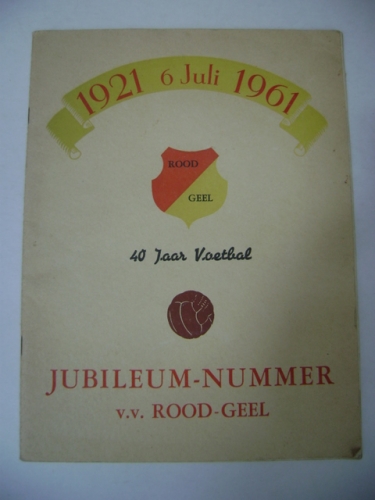 1921 6 Juli 1961
ROOD
GEEL
40 Jaar Voetbal
JUBILEUM-NUMMER
v.v. ROOD-GEEL